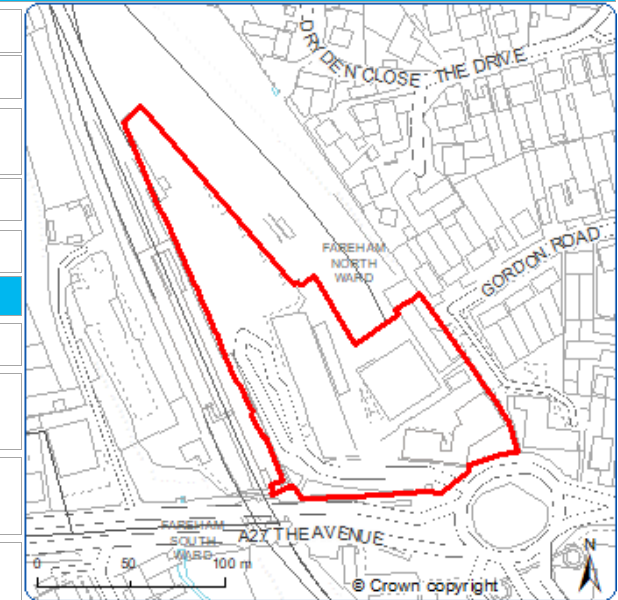 DRYDEN CLOSE
THE DRIVE
FAREHAM
NORTH
WARD
GORDON ROAD
FAREHAM
SOUTH
WARD
A27 THE AVENUE
N
0 50 100 m
© Crown copyright